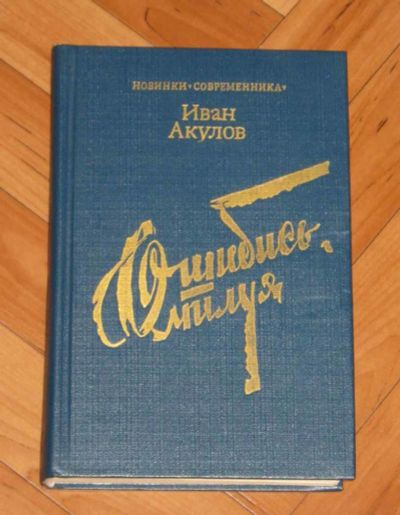 НОВИНКИ «СОВРЕМЕННИКА»
Иван
Акулов
Ошибись,
милуя